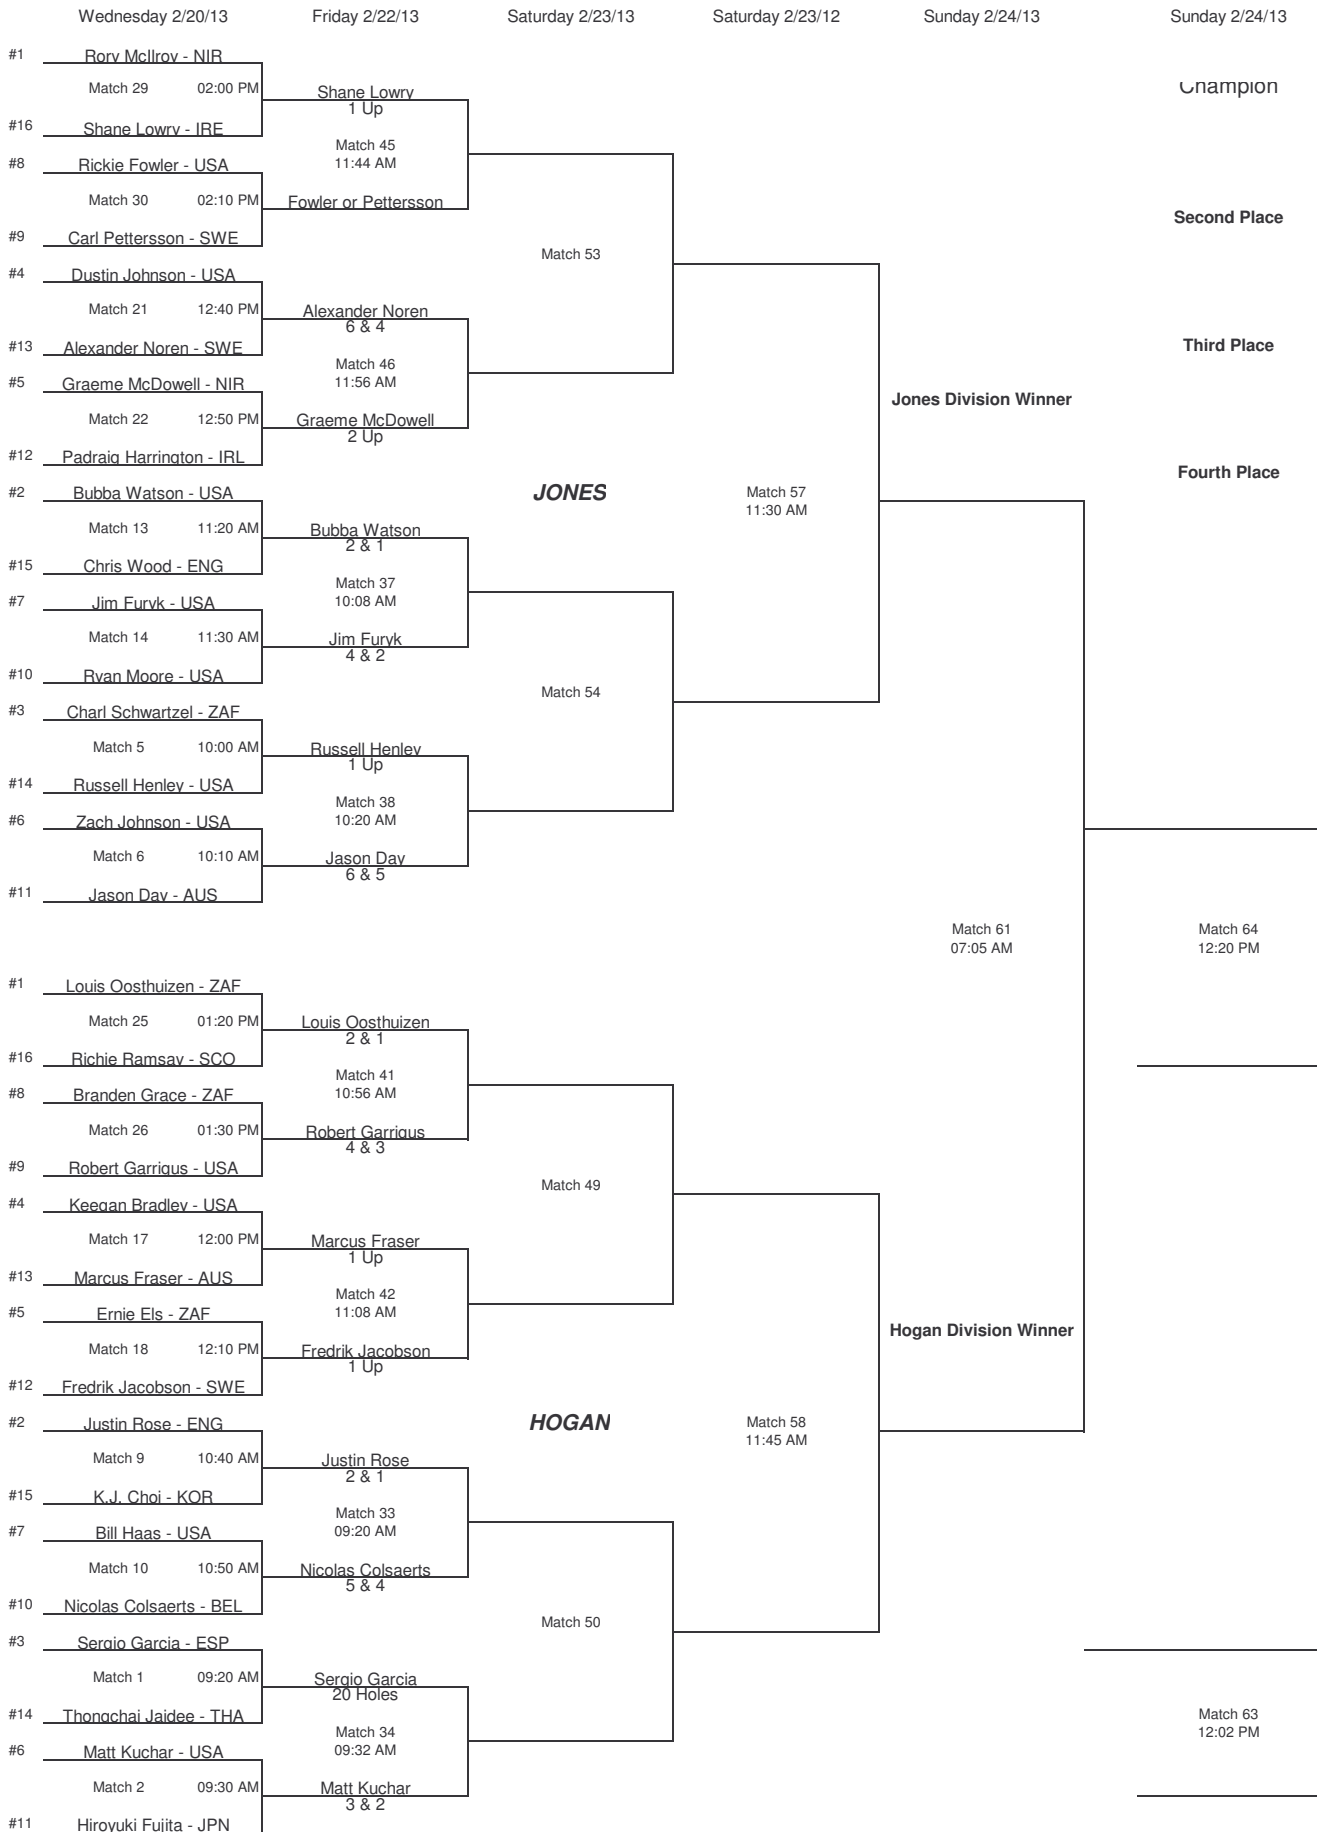 Wednesday 2/20/13 Friday 2/22/13 Saturday 2/23/13 Saturday 2/23/12 Sunday 2/24/13 Sunday 2/24/13
#1 Rory McIlroy - NIR
Match 29 02:00 PM
#16 Shane Lowry - IRE
Shane Lowry
1 Up
Match 45
11:44 AM
#8 Rickie Fowler - USA
Match 30 02:10 PM
#9 Carl Pettersson - SWE
Fowler or Pettersson
Match 53
#4 Dustin Johnson - USA
Match 21 12:40 PM
#13 Alexander Noren - SWE
Alexander Noren
6 & 4
Match 46
11:56 AM
#5 Graeme McDowell - NIR
Match 22 12:50 PM
#12 Padraig Harrington - IRL
Graeme McDowell
2 Up
JONES
Match 57
11:30 AM
Jones Division Winner
Champion
Second Place
Third Place
Fourth Place
#2 Bubba Watson - USA
Match 13 11:20 AM
#15 Chris Wood - ENG
Bubba Watson
2 & 1
Match 37
10:08 AM
#7 Jim Furyk - USA
Match 14 11:30 AM
#10 Ryan Moore - USA
Jim Furyk
4 & 2
Match 54
#3 Charl Schwartzel - ZAF
Match 5 10:00 AM
#14 Russell Henley - USA
Russell Henley
1 Up
Match 38
10:20 AM
#6 Zach Johnson - USA
Match 6 10:10 AM
#11 Jason Day - AUS
Jason Day
6 & 5
Match 61
07:05 AM
Match 64
12:20 PM
#1 Louis Oosthuizen - ZAF
Match 25 01:20 PM
#16 Richie Ramsay - SCO
Louis Oosthuizen
2 & 1
Match 41
10:56 AM
#8 Branden Grace - ZAF
Match 26 01:30 PM
#9 Robert Garrigus - USA
Robert Garrigus
4 & 3
Match 49
#4 Keegan Bradley - USA
Match 17 12:00 PM
#13 Marcus Fraser - AUS
Marcus Fraser
1 Up
Match 42
11:08 AM
#5 Ernie Els - ZAF
Match 18 12:10 PM
#12 Fredrik Jacobson - SWE
Fredrik Jacobson
1 Up
Hogan Division Winner
HOGAN
Match 58
11:45 AM
#2 Justin Rose - ENG
Match 9 10:40 AM
#15 K.J. Choi - KOR
Justin Rose
2 & 1
Match 33
09:20 AM
#7 Bill Haas - USA
Match 10 10:50 AM
#10 Nicolas Colsaerts - BEL
Nicolas Colsaerts
5 & 4
Match 50
#3 Sergio Garcia - ESP
Match 1 09:20 AM
#14 Thongchai Jaidee - THA
Sergio Garcia
20 Holes
Match 34
09:32 AM
#6 Matt Kuchar - USA
Match 2 09:30 AM
#11 Hiroyuki Fujita - JPN
Matt Kuchar
3 & 2
Match 63
12:02 PM